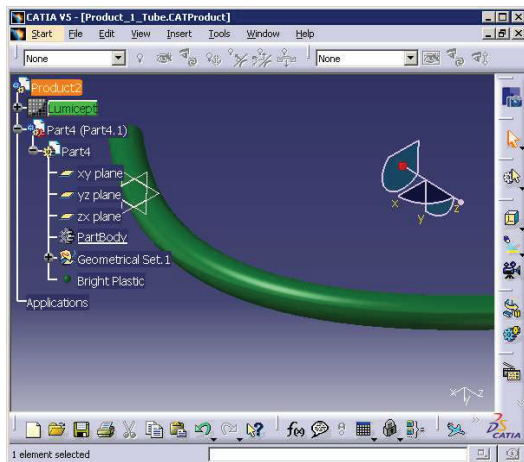 CATIA V5 - [Product_1_Tube.CATProduct]
Start File Edit View Insert Tools Window Help
None None
Product2
Lumicept
Part4 (Part4.1)
Part4
xy plane
yz plane
zx plane
PartBody
Geometrical Set.1
Bright Plastic
Applications
x y z
x y z
f(x)
DS CATIA
1 element selected